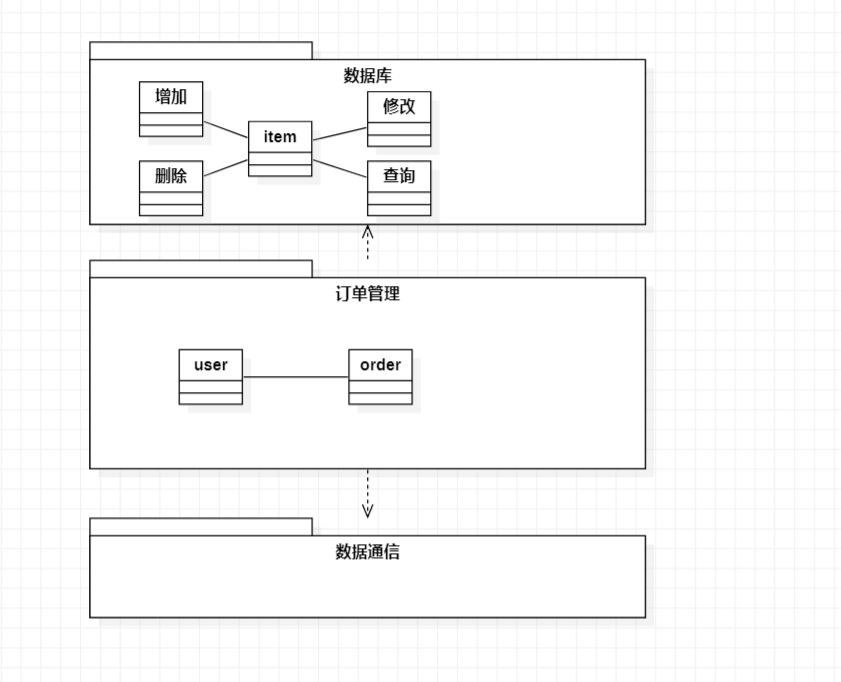 数据库
增加
修改
item
删除
查询
订单管理
user
order
数据通信